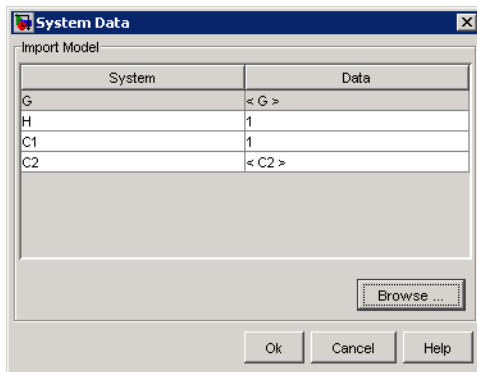 System Data
Import Model
System Data
G < G >
H 1
C1 1
C2 < C2 >
Browse ...
Ok Cancel Help